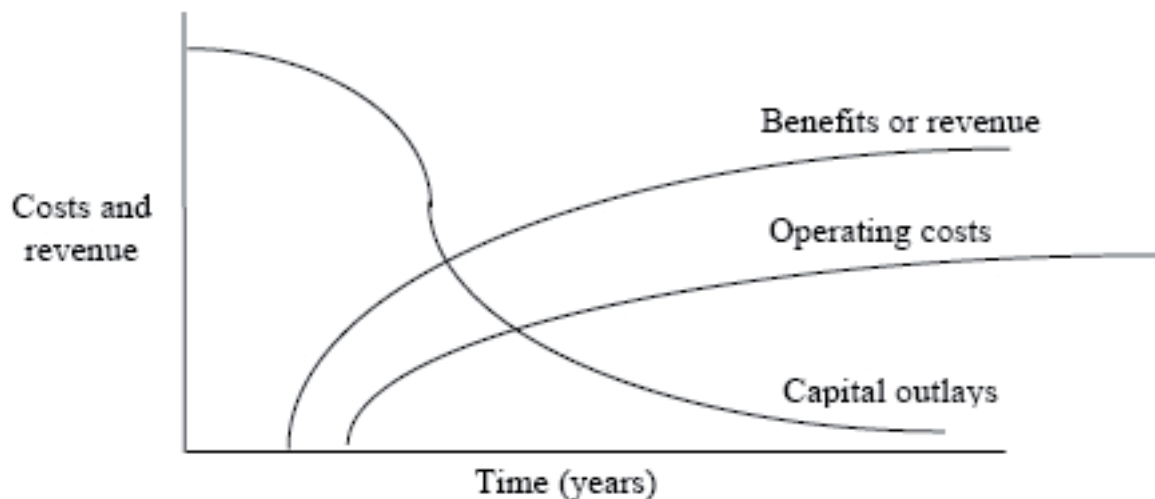 Benefits or revenue
Costs and
revenue
Operating costs
Capital outlays
Time (years)